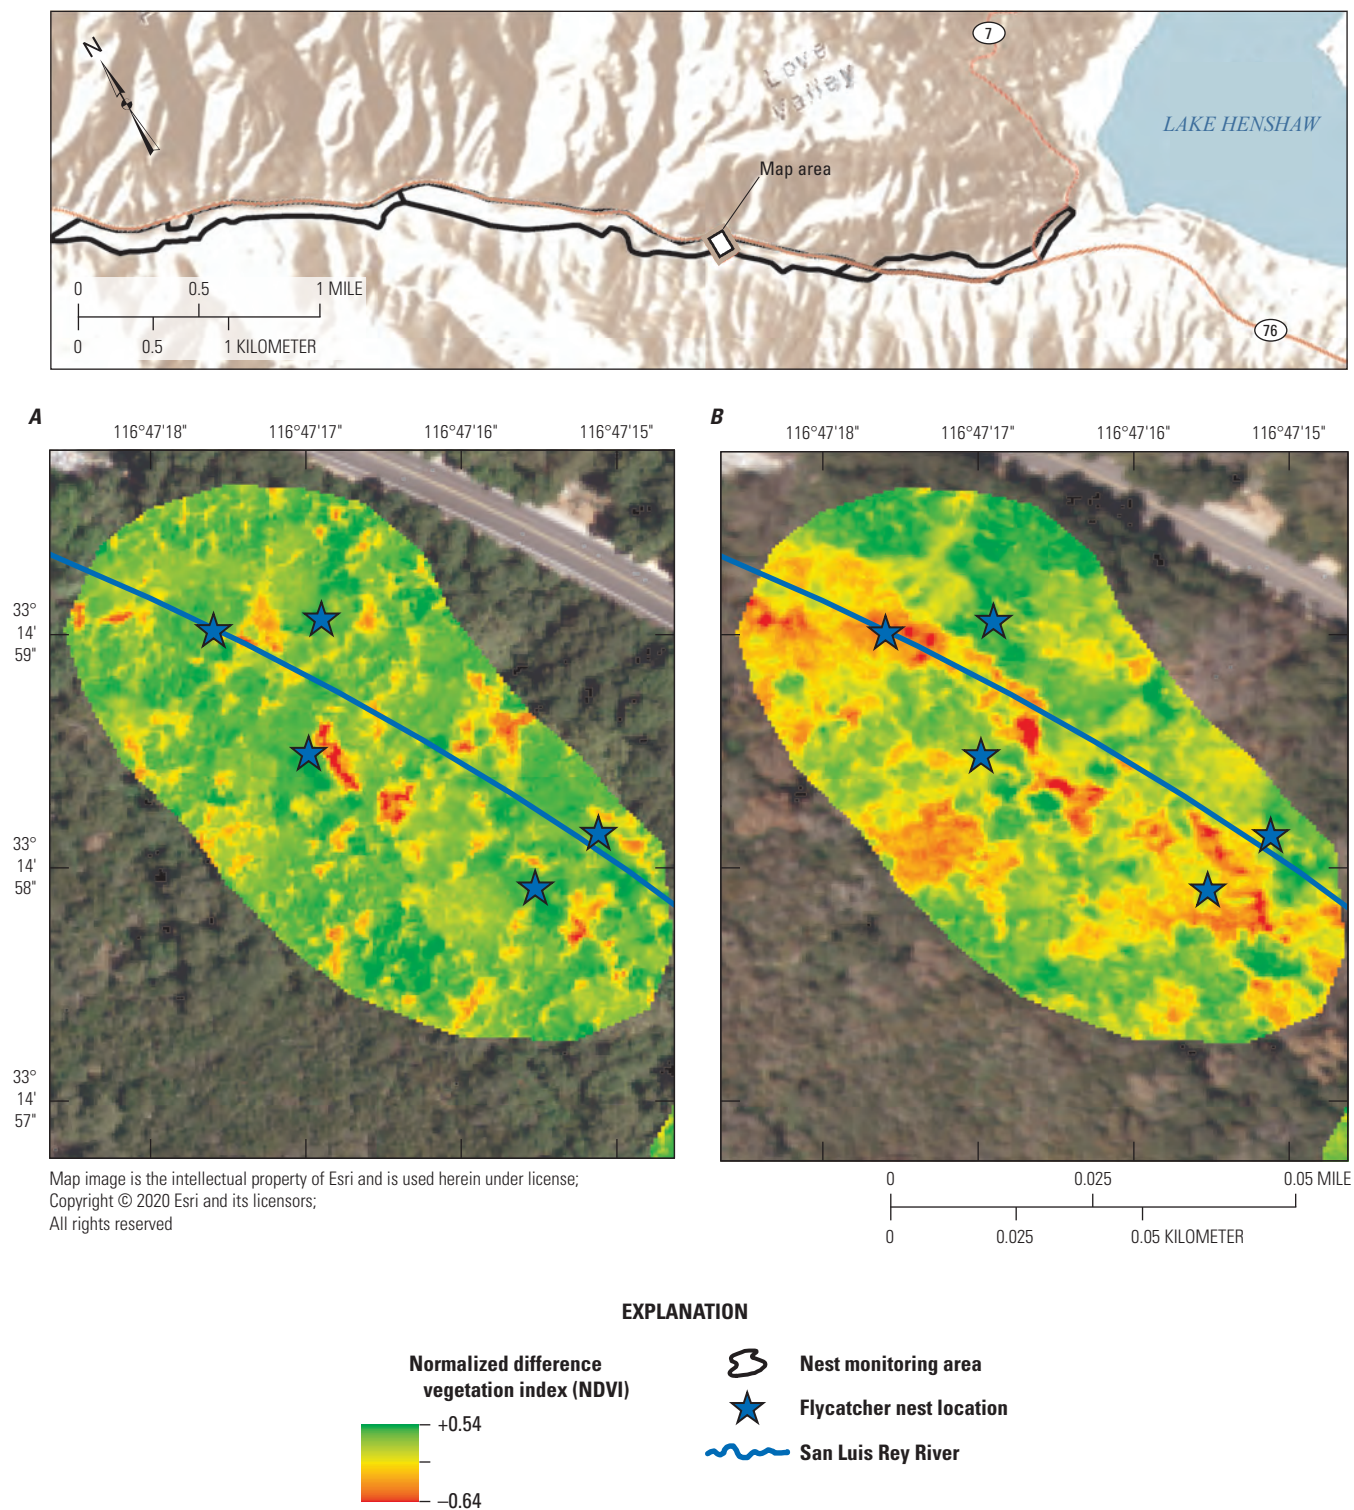 N
Love
Valley
7
LAKE HENSHAW
Map area
0 0.5 1 MILE
0 0.5 1 KILOMETER
76
A
116°47'18" 116°47'17" 116°47'16" 116°47'15"
B
116°47'18" 116°47'17" 116°47'16" 116°47'15"
33°
14'
59"
33°
14'
58"
33°
14'
57"
Map image is the intellectual property of Esri and is used herein under license;
Copyright © 2020 Esri and its licensors;
All rights reserved
0 0.025 0.05 MILE
0 0.025 0.05 KILOMETER
EXPLANATION
Normalized difference
vegetation index (NDVI)
+0.54
−0.64
Nest monitoring area
Flycatcher nest location
San Luis Rey River